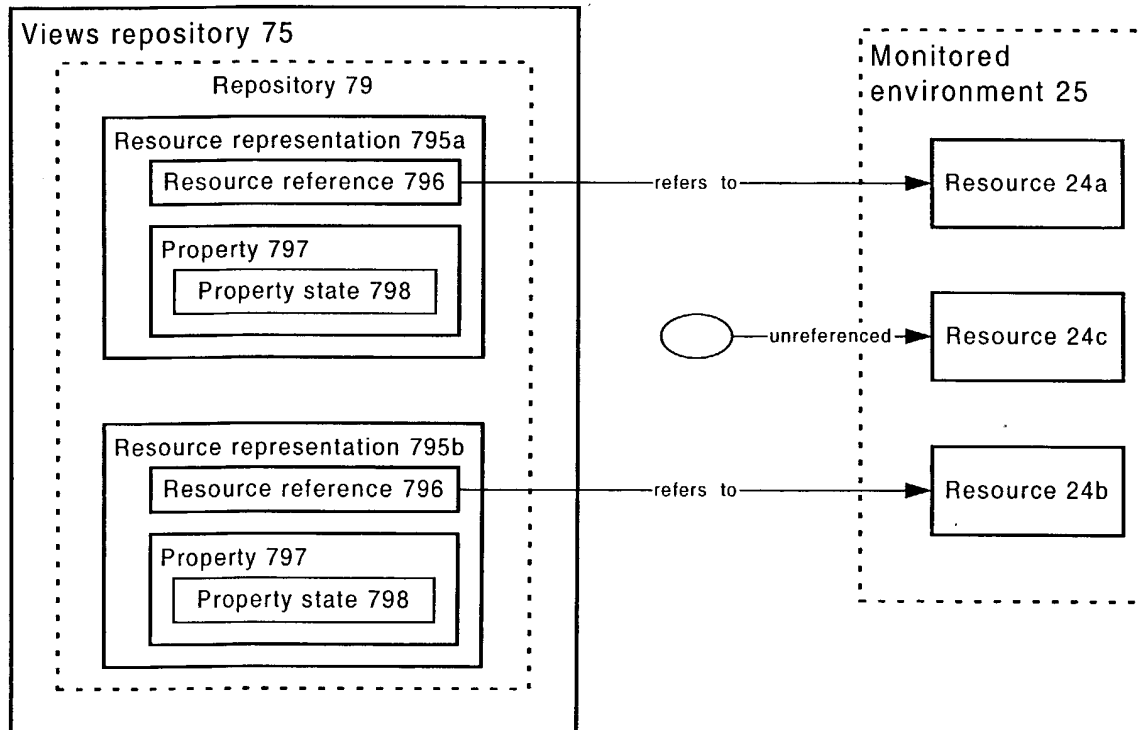 Views repository 75
Repository 79
Resource representation 795a
Resource reference 796
Property 797
Property state 798
Resource representation 795b
Resource reference 796
Property 797
Property state 798
refers to
unreferenced
refers to
Monitored
environment 25
Resource 24a
Resource 24c
Resource 24b